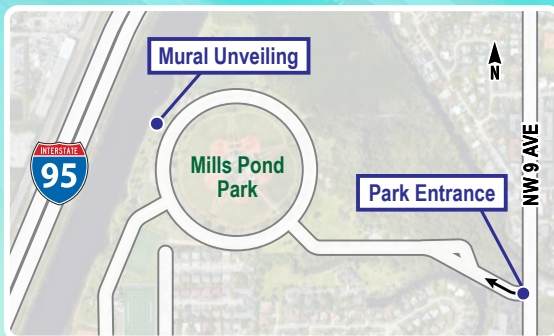 Mural Unveiling
N
INTERSTATE
95
Mills Pond
Park
NW 9 AVE
Park Entrance